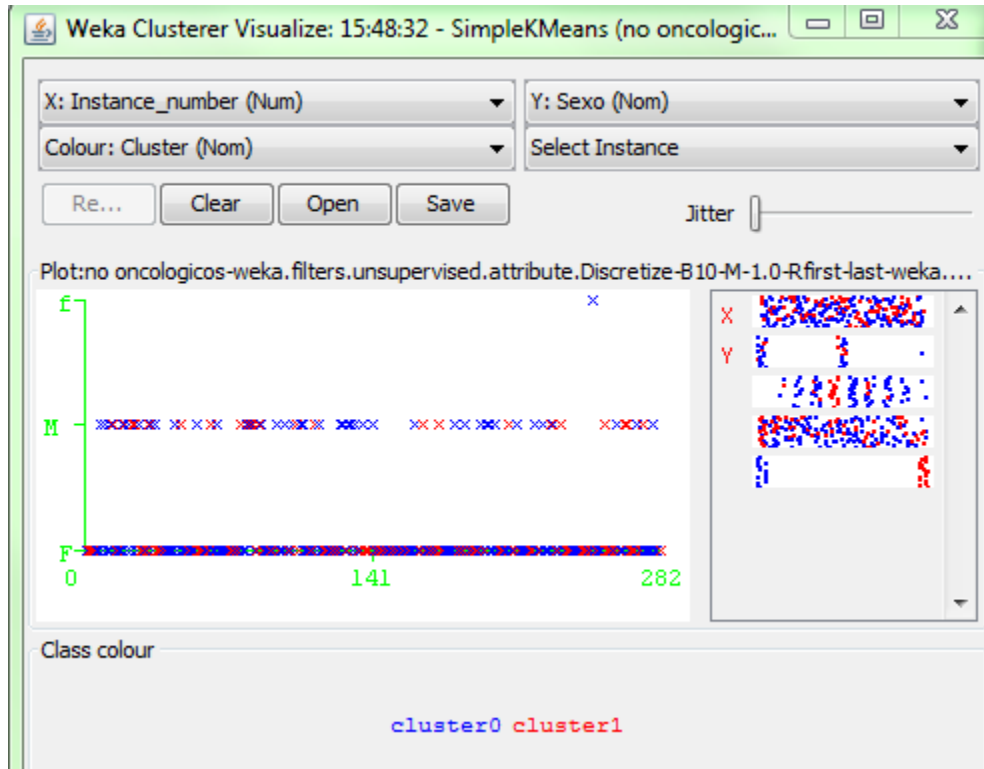 Weka Clusterer Visualize: 15:48:32 - SimpleKMeans (no oncologic...
X: Instance_number (Num)
Y: Sexo (Nom)
Colour: Cluster (Nom)
Select Instance
Re...
Clear
Open
Save
Jitter
Plot:no oncologicos-weka.filters.unsupervised.attribute.Discretize-B10-M-1.0-Rfirst-last-weka....
f
M
F
0
141
282
X
Y
Class colour
cluster0 cluster1